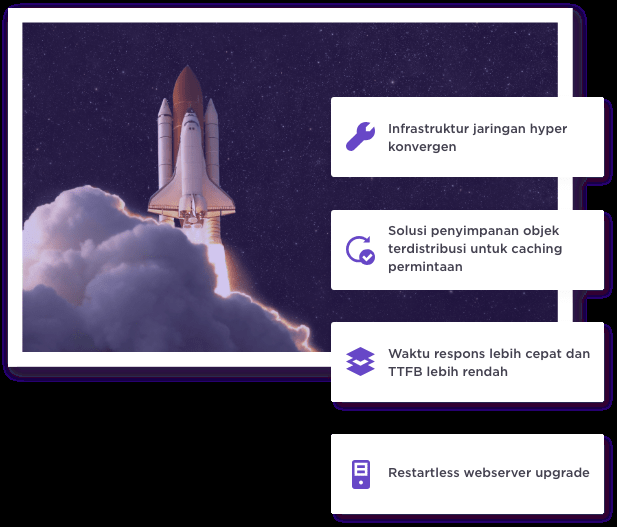 Infrastruktur jaringan hyper
konvergen
Solusi penyimpanan objek
terdistribusi untuk caching
permintaan
Waktu respons lebih cepat dan
TTFB lebih rendah
Restartless webserver upgrade